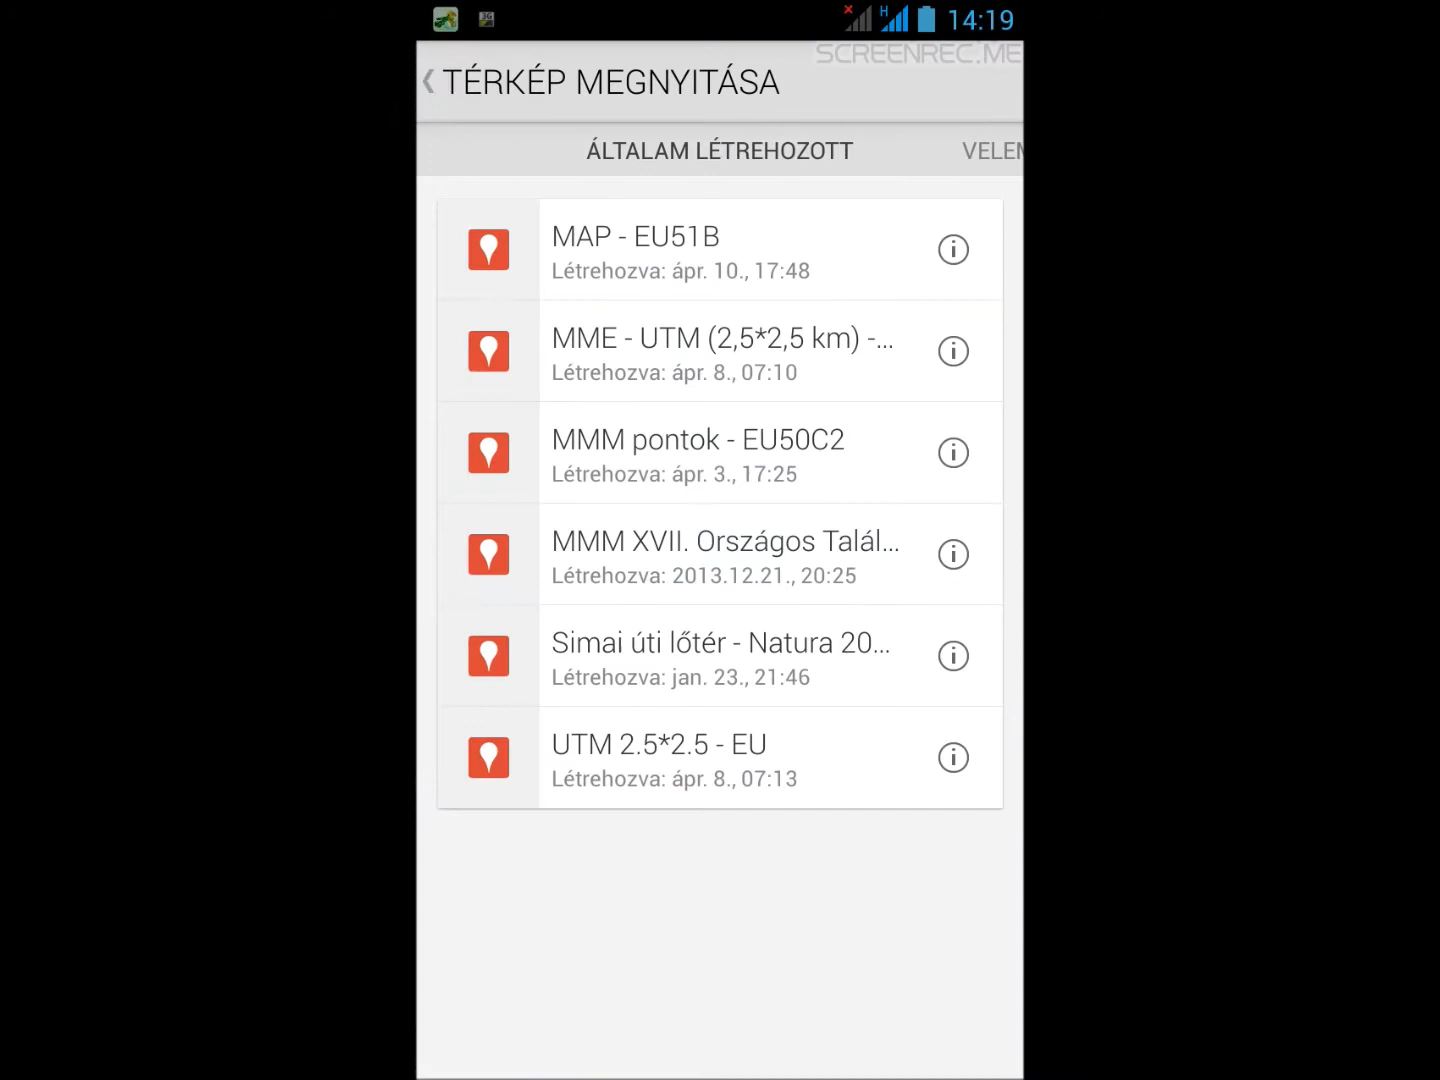 3G
H
14:19
SCREENREC.ME
TÉRKÉP MEGNYITÁSA
ÁLTALAM LÉTREHOZOTT
VELEM
MAP - EU51B
Létrehozva: ápr. 10., 17:48
MME - UTM (2,5*2,5 km) -...
Létrehozva: ápr. 8., 07:10
MMM pontok - EU50C2
Létrehozva: ápr. 3., 17:25
MMM XVII. Országos Talál...
Létrehozva: 2013.12.21., 20:25
Simai úti lőtér - Natura 20...
Létrehozva: jan. 23., 21:46
UTM 2.5*2.5 - EU
Létrehozva: ápr. 8., 07:13